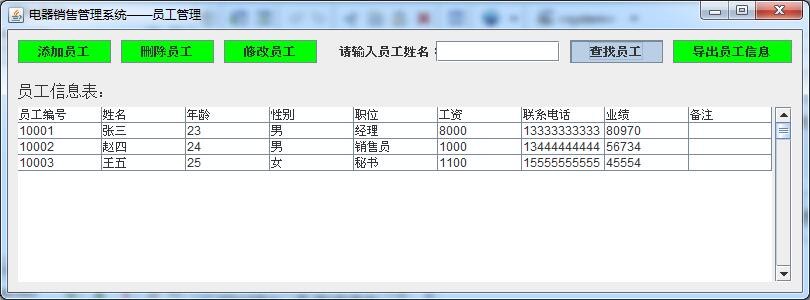 电器销售管理系统——员工管理
添加员工 删除员工 修改员工 请输入员工姓名: 查找员工 导出员工信息
员工信息表:
员工编号 姓名 年龄 性别 职位 工资 联系电话 业绩 备注
10001 张三 23 男 经理 8000 13333333333 80970
10002 赵四 24 男 销售员 1000 13444444444 56734
10003 王五 25 女 秘书 1100 15555555555 45554